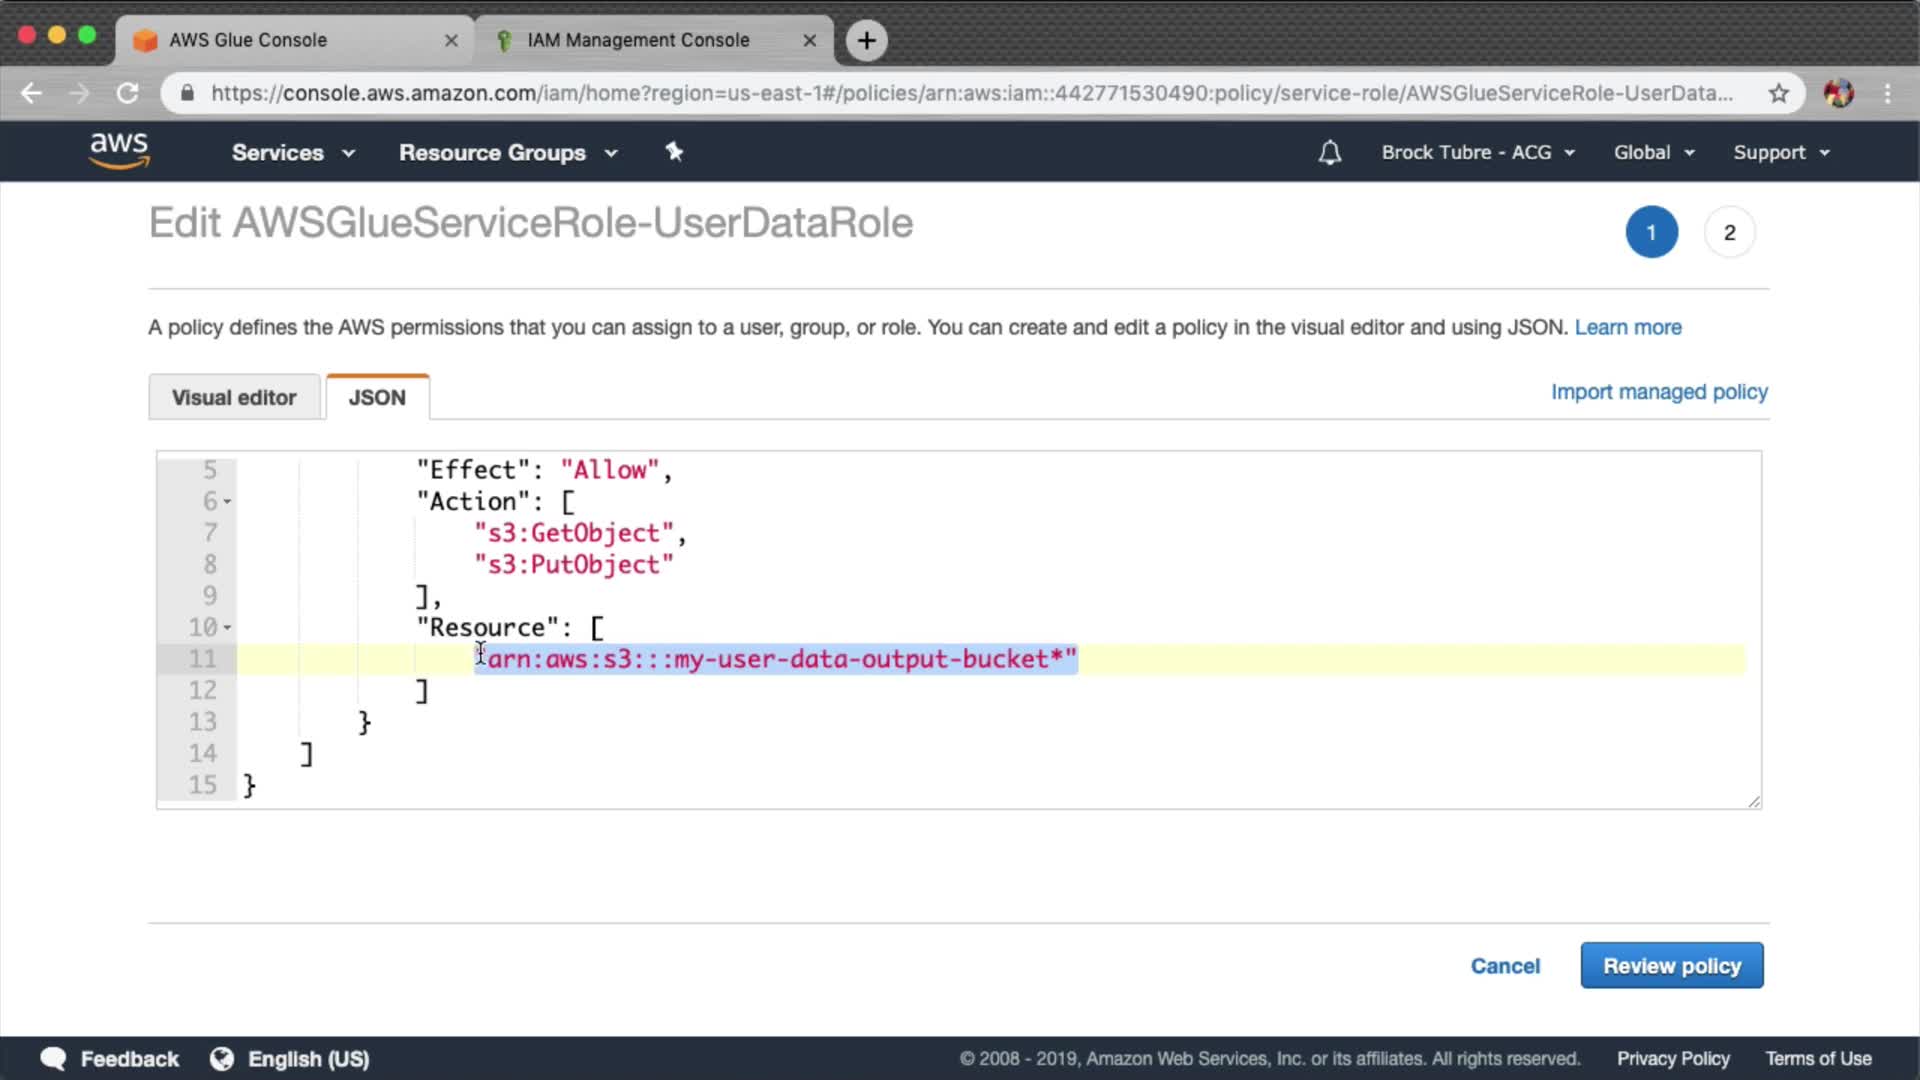 AWS Glue Console
IAM Management Console
https://console.aws.amazon.com/iam/home?region=us-east-1#/policies/arn:aws:iam::442771530490:policy/service-role/AWSGlueServiceRole-UserData...
aws Services Resource Groups Brock Tubre - ACG Global Support
Edit AWSGlueServiceRole-UserDataRole 1 2
A policy defines the AWS permissions that you can assign to a user, group, or role. You can create and edit a policy in the visual editor and using JSON. Learn more
Visual editor JSON Import managed policy
5 "Effect": "Allow",
6 "Action": [
7 "s3:GetObject",
8 "s3:PutObject"
9 ],
10 "Resource": [
11 "arn:aws:s3:::my-user-data-output-bucket*"
12 ]
13 }
14 ]
15 }
Cancel Review policy
Feedback English (US) © 2008 - 2019, Amazon Web Services, Inc. or its affiliates. All rights reserved. Privacy Policy Terms of Use